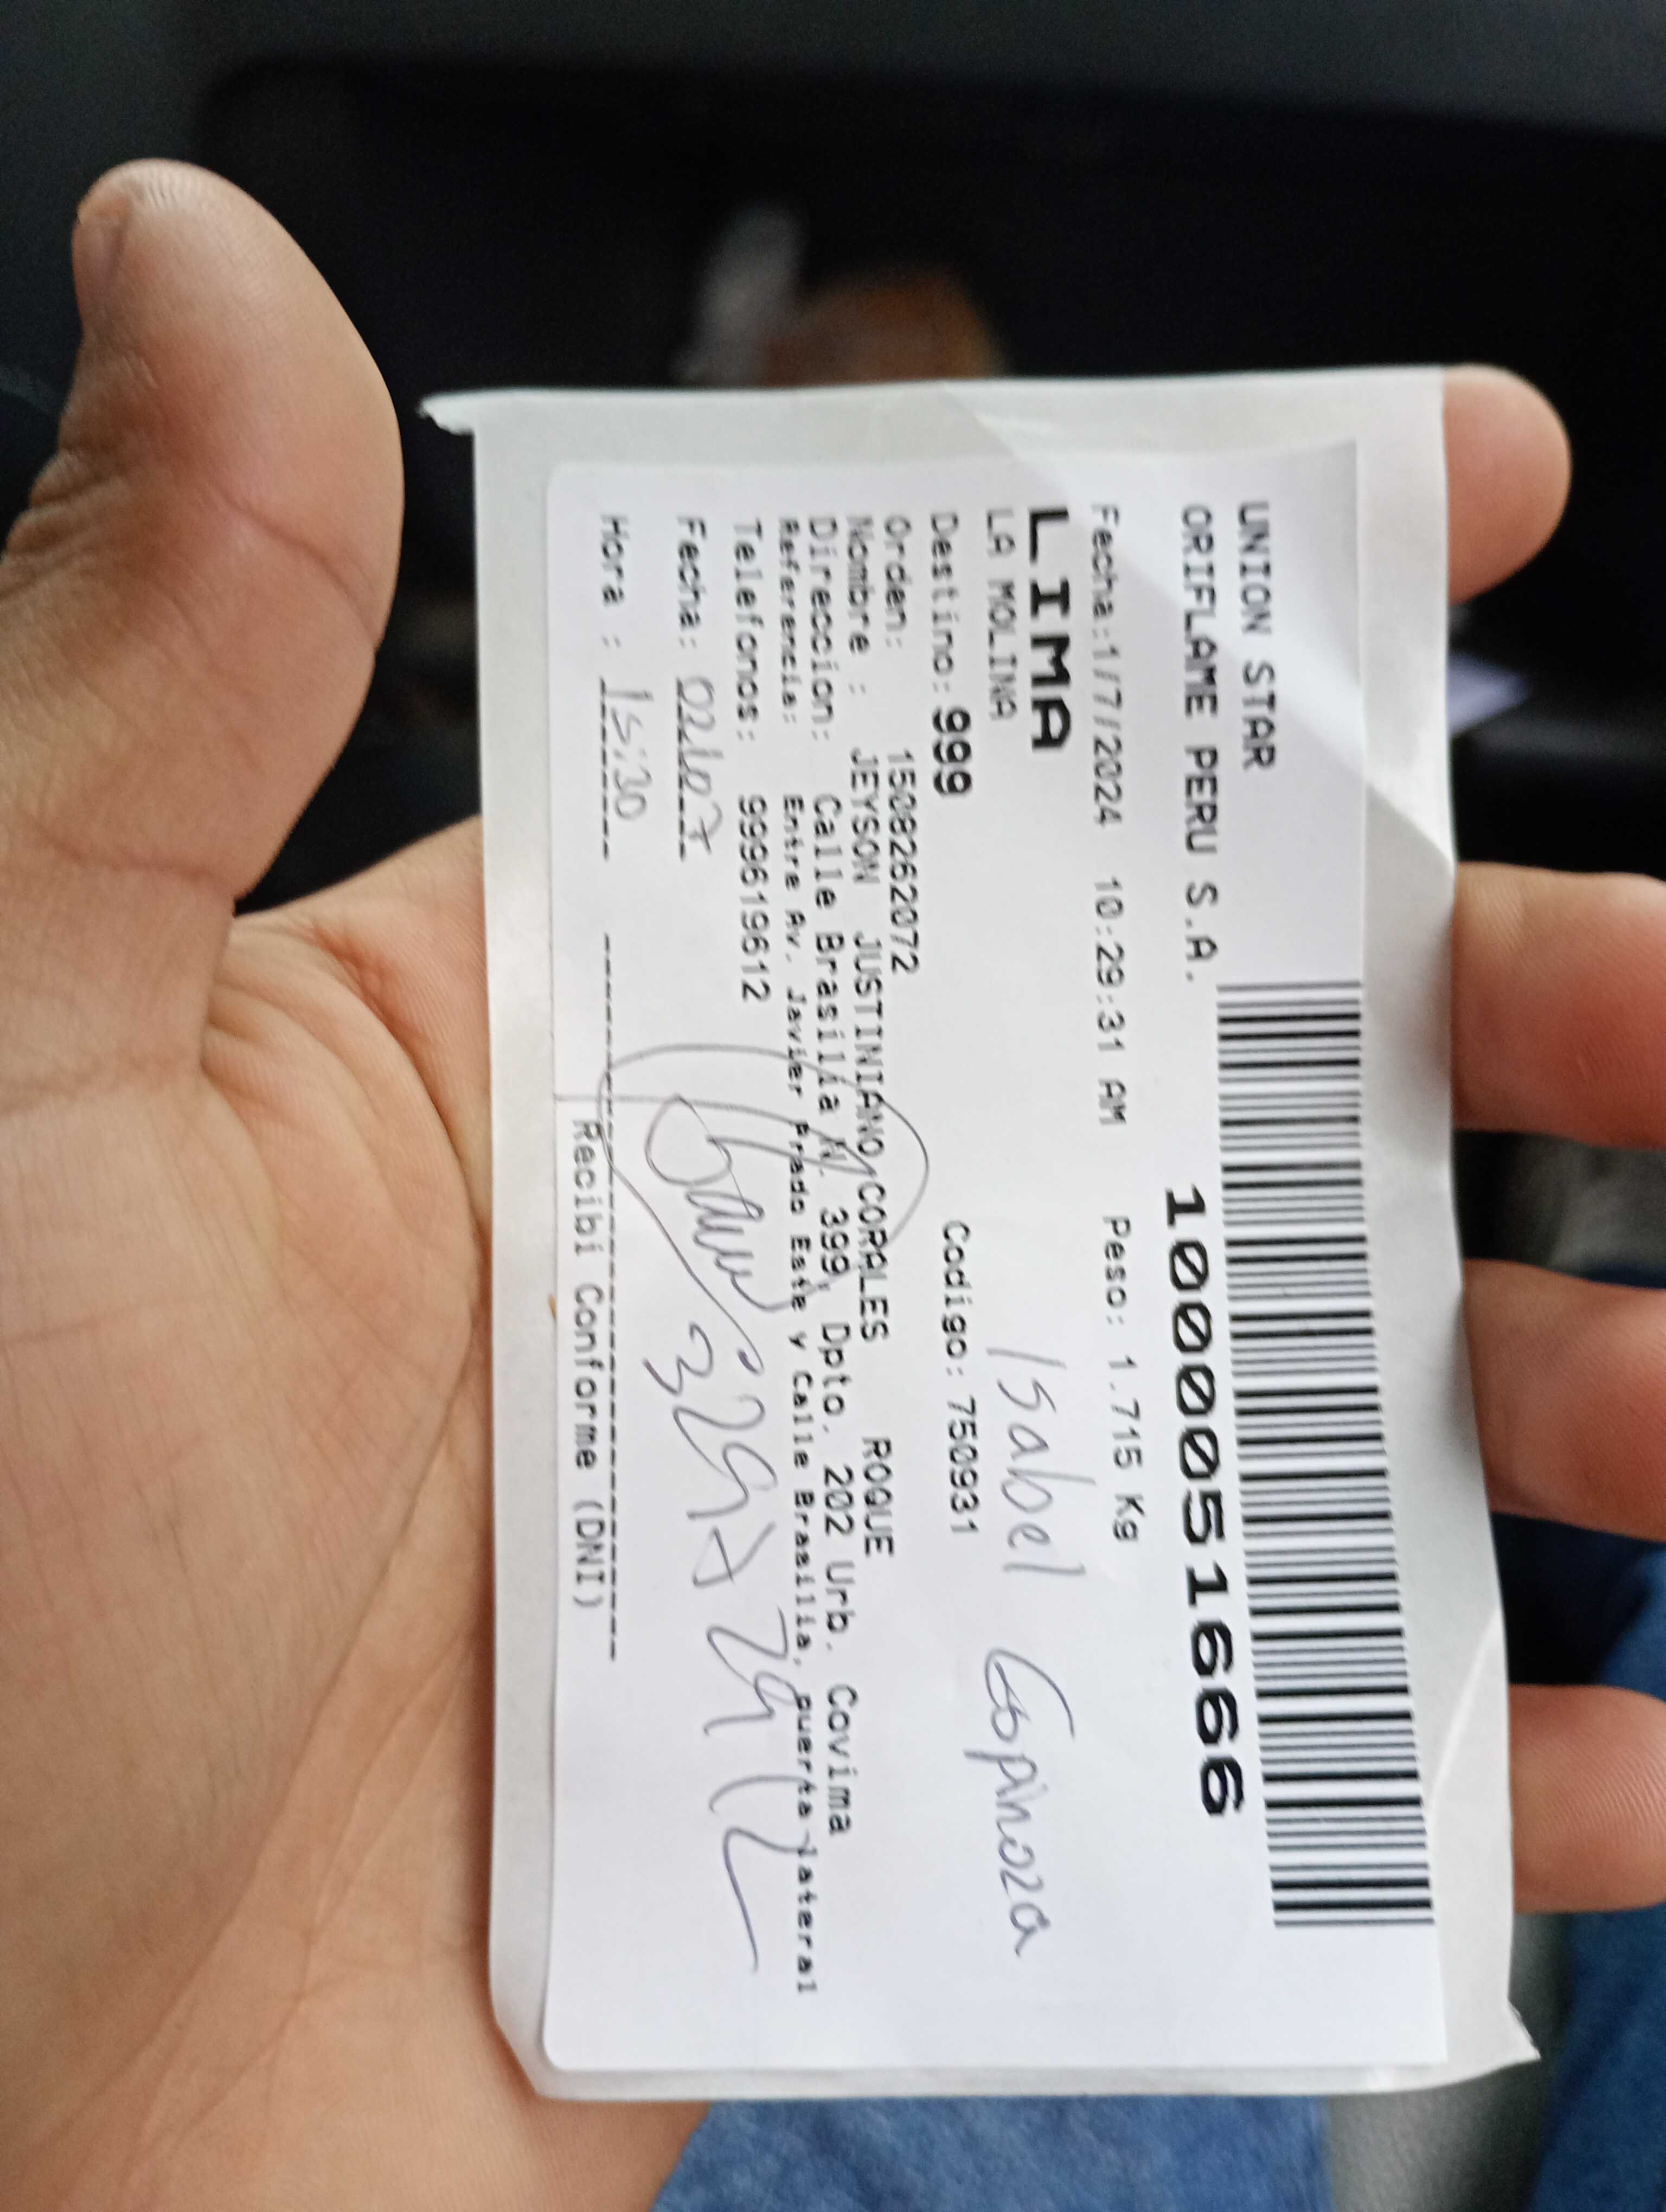 UNION STAR
ORIFLAME PERU S.A.
1000051666
Fecha:1/7/2024 10:29:31 AM Peso: 1.715 Kg
LIMA
LA MOLINA
Isabel Espinoza
Destino: 999 Codigo: 750931
Orden: 1508262072
Nombre : JEYSON JUSTINIANO CORALES ROQUE
Direccion: Calle Brasilia N. 399, Dpto. 202 Urb. Covima
Referencia: Entre Av. Javier Prado Este y Calle Brasilia, puerta lateral
Telefonos: 999619612
Fecha: 02/07
Hora : 15:30
Recibi Conforme (DNI)